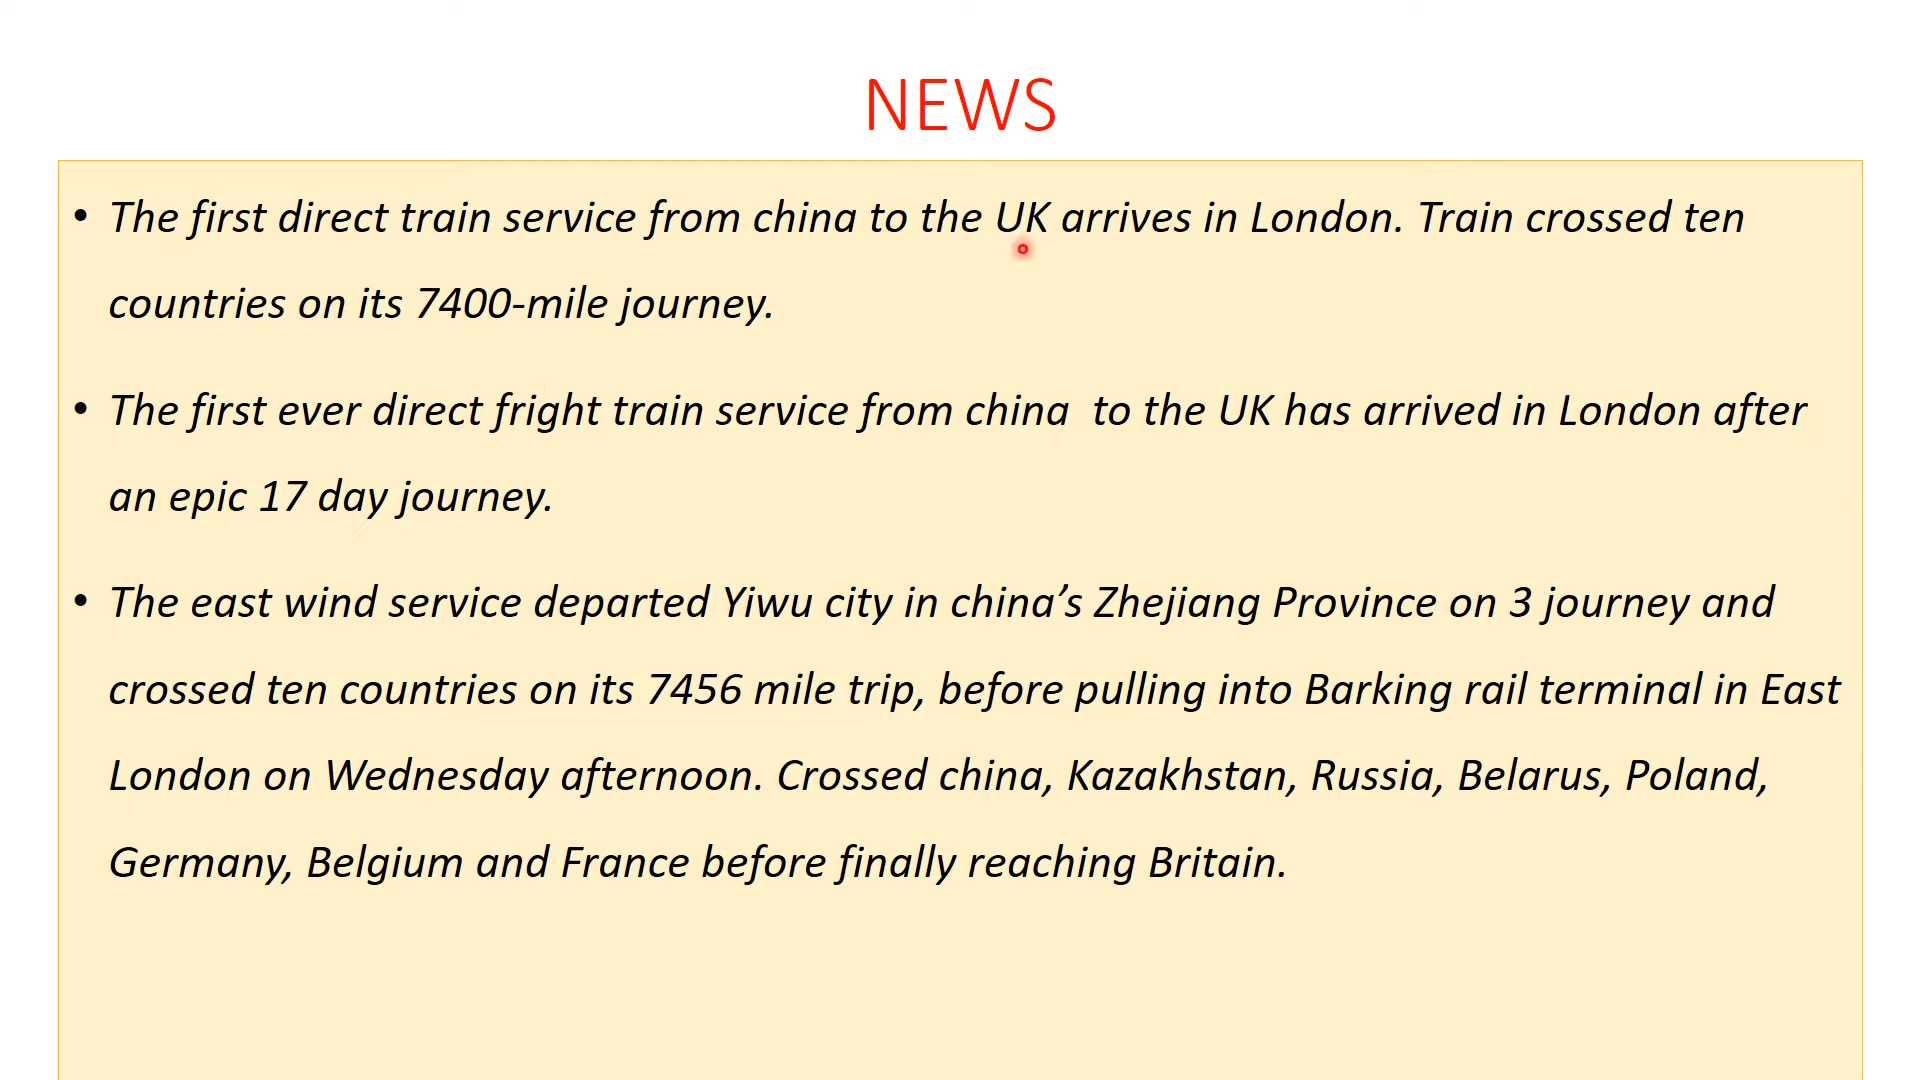 NEWS
• The first direct train service from china to the UK arrives in London. Train crossed ten
countries on its 7400-mile journey.
• The first ever direct fright train service from china  to the UK has arrived in London after
an epic 17 day journey.
• The east wind service departed Yiwu city in china’s Zhejiang Province on 3 journey and
crossed ten countries on its 7456 mile trip, before pulling into Barking rail terminal in East
London on Wednesday afternoon. Crossed china, Kazakhstan, Russia, Belarus, Poland,
Germany, Belgium and France before finally reaching Britain.